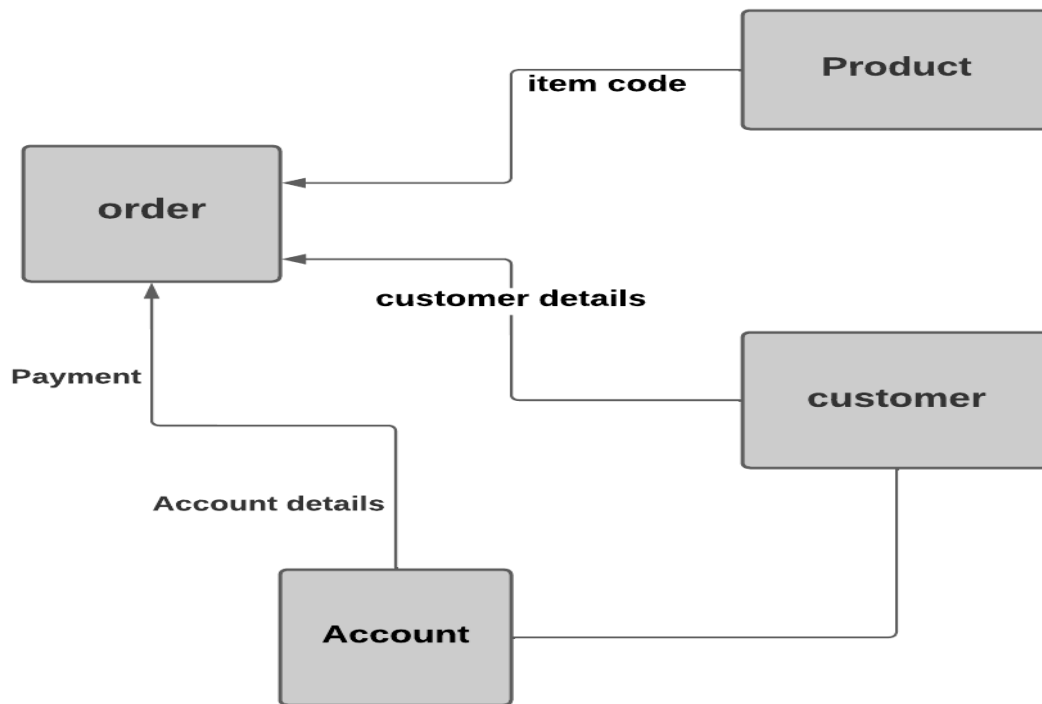 Product
item code
order
customer details
Payment
customer
Account details
Account